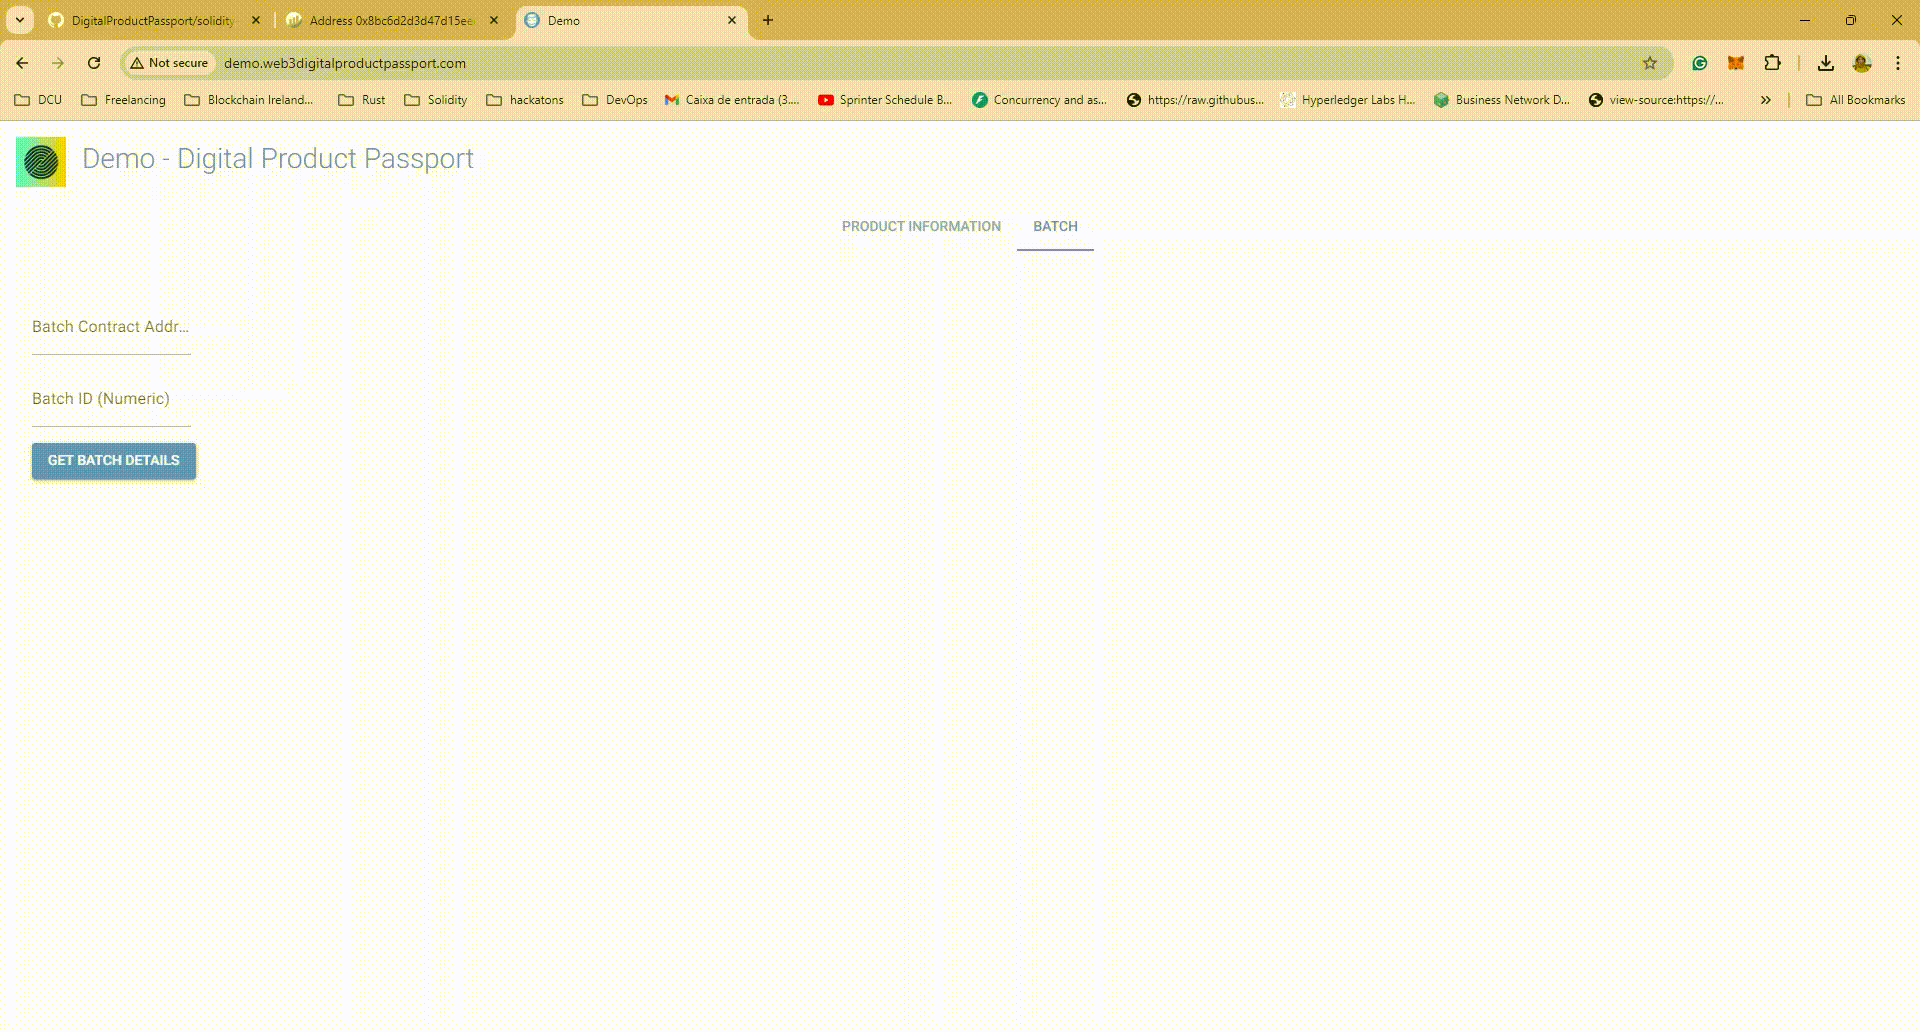 DigitalProductPassport/solidity
Address 0x8bc6d2d3d47d15ee
Demo
Not secure
demo.web3digitalproductpassport.com
DCU
Freelancing
Blockchain Ireland...
Rust
Solidity
hackatons
DevOps
Caixa de entrada (3....
Sprinter Schedule B...
Concurrency and as...
https://raw.githubus...
Hyperledger Labs H...
Business Network D...
view-source:https://...
All Bookmarks
Demo - Digital Product Passport
PRODUCT INFORMATION
BATCH
Batch Contract Addr...
Batch ID (Numeric)
GET BATCH DETAILS